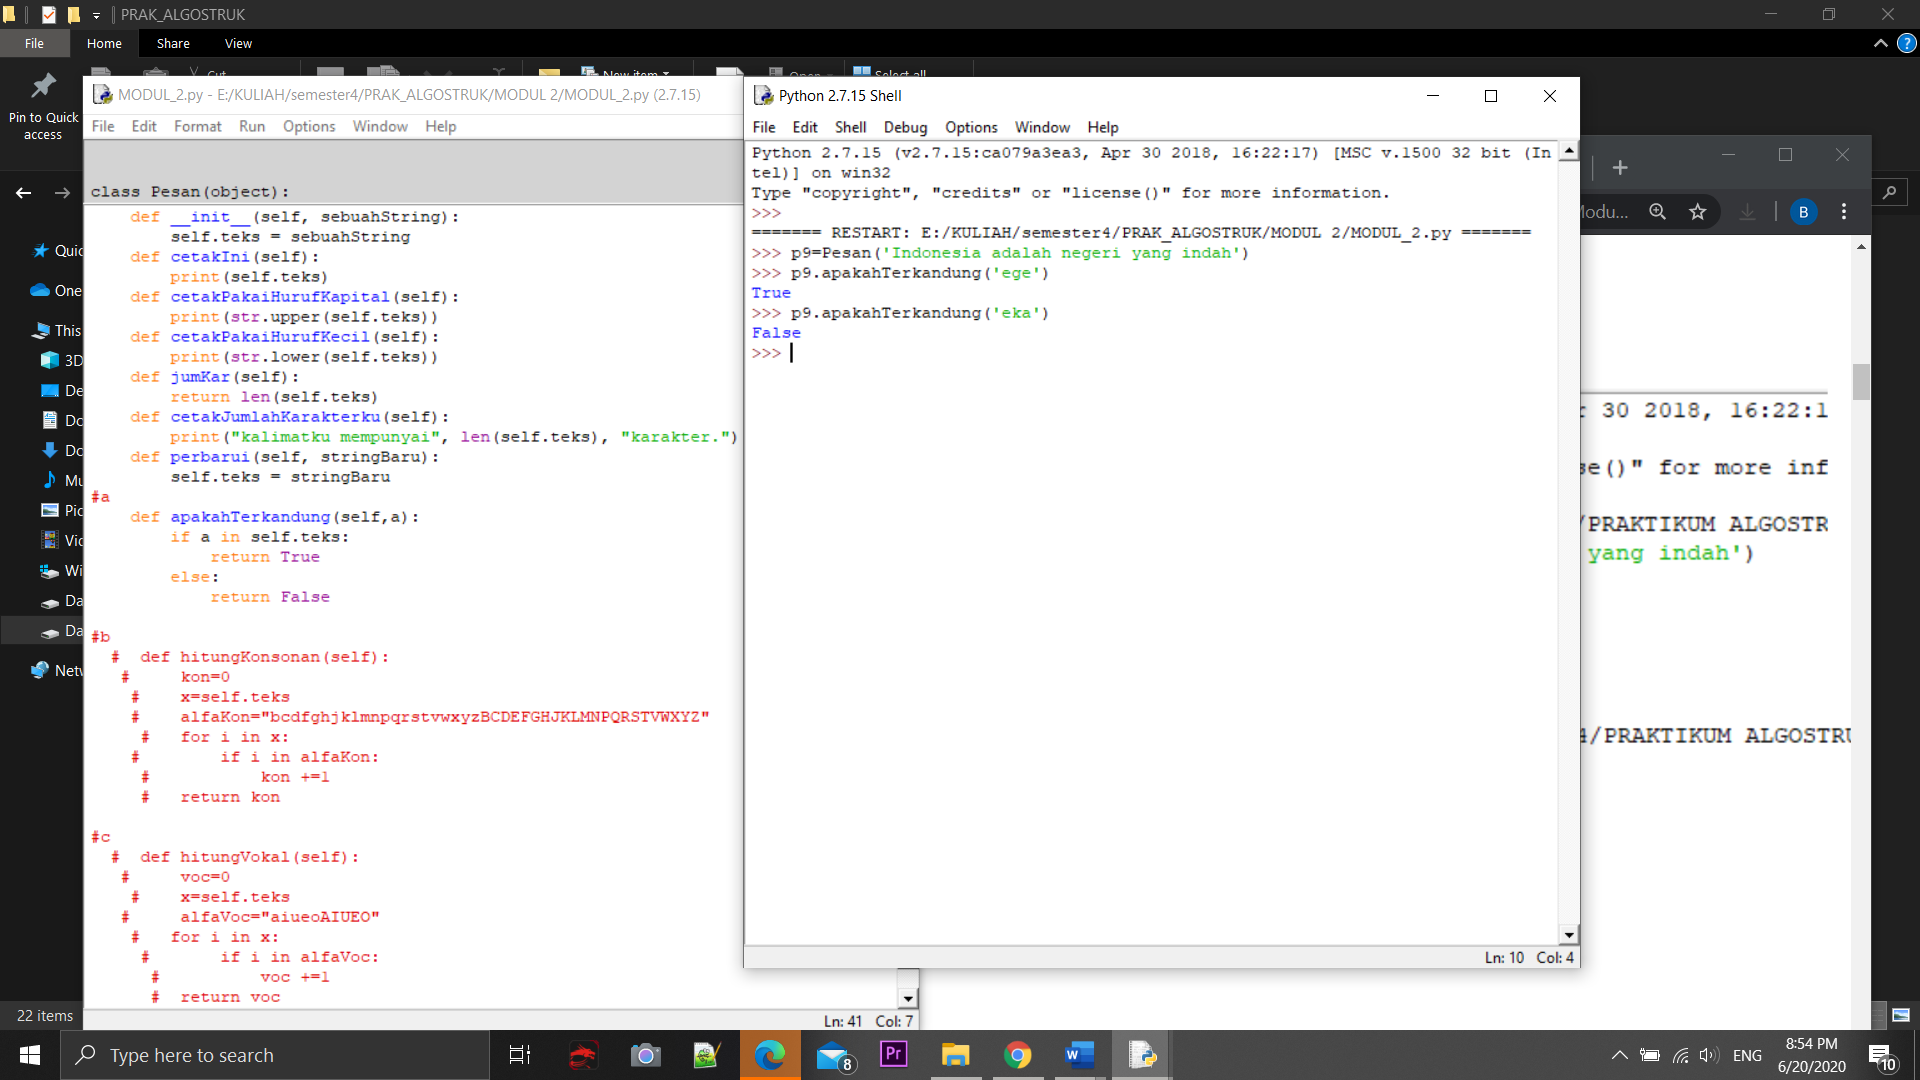 PRAK_ALGOSTRUK
File Home Share View
Pin to Quick
access
22 items
MODUL_2.py - E:/KULIAH/semester4/PRAK_ALGOSTRUK/MODUL 2/MODUL_2.py (2.7.15)
File Edit Format Run Options Window Help
class Pesan(object):
    def __init__(self, sebuahString):
        self.teks = sebuahString
    def cetakIni(self):
        print(self.teks)
    def cetakPakaiHurufKapital(self):
        print(str.upper(self.teks))
    def cetakPakaiHurufKecil(self):
        print(str.lower(self.teks))
    def jumKar(self):
        return len(self.teks)
    def cetakJumlahKarakterku(self):
        print("kalimatku mempunyai", len(self.teks), "karakter.")
    def perbarui(self, stringBaru):
        self.teks = stringBaru
#a
    def apakahTerkandung(self,a):
        if a in self.teks:
            return True
        else:
            return False
#b
  #  def hitungKonsonan(self):
   #     kon=0
    #    x=self.teks
    #    alfaKon="bcdfghjklmnpqrstvwxyzBCDEFGHJKLMNPQRSTVWXYZ"
     #   for i in x:
    #        if i in alfaKon:
     #           kon +=1
     #   return kon
#c
  #  def hitungVokal(self):
   #     voc=0
    #    x=self.teks
   #     alfaVoc="aiueoAIUEO"
    #   for i in x:
     #       if i in alfaVoc:
      #          voc +=1
      #  return voc
Ln: 41 Col: 7
Python 2.7.15 Shell
File Edit Shell Debug Options Window Help
Python 2.7.15 (v2.7.15:ca079a3ea3, Apr 30 2018, 16:22:17) [MSC v.1500 32 bit (In
tel)] on win32
Type "copyright", "credits" or "license()" for more information.
>>>
======= RESTART: E:/KULIAH/semester4/PRAK_ALGOSTRUK/MODUL 2/MODUL_2.py =======
>>> p9=Pesan('Indonesia adalah negeri yang indah')
>>> p9.apakahTerkandung('ege')
True
>>> p9.apakahTerkandung('eka')
False
>>>
Ln: 10 Col: 4
Modu...
B
30 2018, 16:22:1
se()" for more inf
/PRAKTIKUM ALGOSTR
yang indah')
4/PRAKTIKUM ALGOSTRU
Type here to search
8
Pr
ENG
8:54 PM
6/20/2020
10